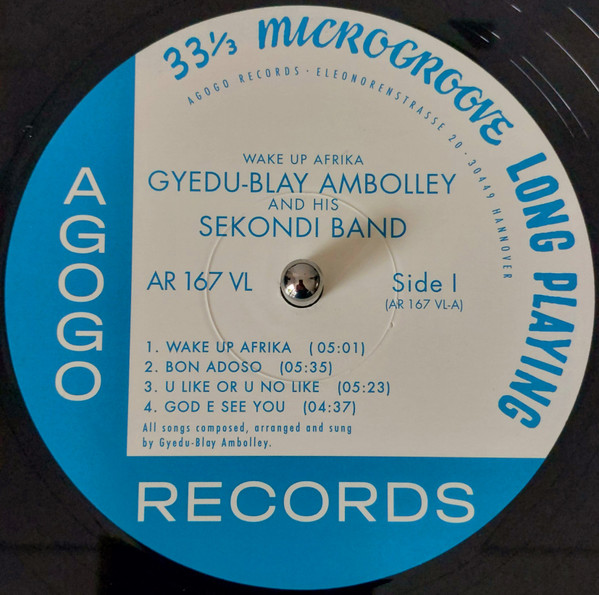 33⅓ MICROGROOVE LONG PLAYING
AGOGO RECORDS · ELEONORENSTRASSE 20 · 30449 HANNOVER
WAKE UP AFRIKA
GYEDU-BLAY AMBOLLEY
AND HIS
SEKONDI BAND
AR 167 VL
Side I
(AR 167 VL-A)
1. WAKE UP AFRIKA (05:01)
2. BON ADOSO (05:35)
3. U LIKE OR U NO LIKE (05:23)
4. GOD E SEE YOU (04:37)
All songs composed, arranged and sung
by Gyedu-Blay Ambolley.
AGOGO
RECORDS